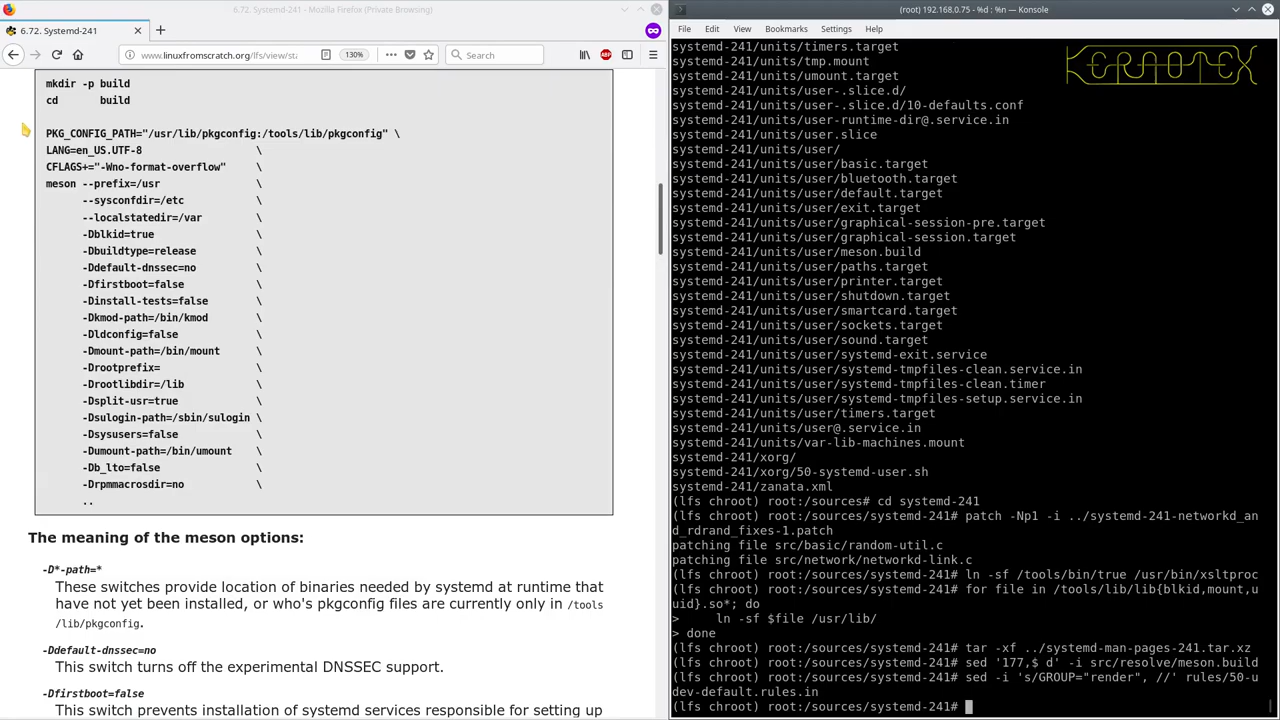 6.72. Systemd-241 - Mozilla Firefox (Private Browsing)
6.72. Systemd-241
www.linuxfromscratch.org/lfs/view/sta
130%
Search
mkdir -p build
cd       build
PKG_CONFIG_PATH="/usr/lib/pkgconfig:/tools/lib/pkgconfig" \
LANG=en_US.UTF-8 \
CFLAGS+="-Wno-format-overflow" \
meson --prefix=/usr \
--sysconfdir=/etc \
--localstatedir=/var \
-Dblkid=true \
-Dbuildtype=release \
-Ddefault-dnssec=no \
-Dfirstboot=false \
-Dinstall-tests=false \
-Dkmod-path=/bin/kmod \
-Dldconfig=false \
-Dmount-path=/bin/mount \
-Drootprefix= \
-Drootlibdir=/lib \
-Dsplit-usr=true \
-Dsulogin-path=/sbin/sulogin \
-Dsysusers=false \
-Dumount-path=/bin/umount \
-Db_lto=false \
-Drpmmacrosdir=no \
..
The meaning of the meson options:
-D*-path=*
These switches provide location of binaries needed by systemd at runtime that
have not yet been installed, or who's pkgconfig files are currently only in /tools
/lib/pkgconfig.
-Ddefault-dnssec=no
This switch turns off the experimental DNSSEC support.
-Dfirstboot=false
This switch prevents installation of systemd services responsible for setting up
(root) 192.168.0.75 - %d : %n — Konsole
File Edit View Bookmarks Settings Help
KERAOTEX
systemd-241/units/timers.target
systemd-241/units/tmp.mount
systemd-241/units/umount.target
systemd-241/units/user-.slice.d/
systemd-241/units/user-.slice.d/10-defaults.conf
systemd-241/units/user-runtime-dir@.service.in
systemd-241/units/user.slice
systemd-241/units/user/
systemd-241/units/user/basic.target
systemd-241/units/user/bluetooth.target
systemd-241/units/user/default.target
systemd-241/units/user/exit.target
systemd-241/units/user/graphical-session-pre.target
systemd-241/units/user/graphical-session.target
systemd-241/units/user/meson.build
systemd-241/units/user/paths.target
systemd-241/units/user/printer.target
systemd-241/units/user/shutdown.target
systemd-241/units/user/smartcard.target
systemd-241/units/user/sockets.target
systemd-241/units/user/sound.target
systemd-241/units/user/systemd-exit.service
systemd-241/units/user/systemd-tmpfiles-clean.service.in
systemd-241/units/user/systemd-tmpfiles-clean.timer
systemd-241/units/user/systemd-tmpfiles-setup.service.in
systemd-241/units/user/timers.target
systemd-241/units/user@.service.in
systemd-241/units/var-lib-machines.mount
systemd-241/xorg/
systemd-241/xorg/50-systemd-user.sh
systemd-241/zanata.xml
(lfs chroot) root:/sources# cd systemd-241
(lfs chroot) root:/sources/systemd-241# patch -Np1 -i ../systemd-241-networkd_an
d_rdrand_fixes-1.patch
patching file src/basic/random-util.c
patching file src/network/networkd-link.c
(lfs chroot) root:/sources/systemd-241# ln -sf /tools/bin/true /usr/bin/xsltproc
(lfs chroot) root:/sources/systemd-241# for file in /tools/lib/lib{blkid,mount,u
uid}.so*; do
>     ln -sf $file /usr/lib/
> done
(lfs chroot) root:/sources/systemd-241# tar -xf ../systemd-man-pages-241.tar.xz
(lfs chroot) root:/sources/systemd-241# sed '177,$ d' -i src/resolve/meson.build
(lfs chroot) root:/sources/systemd-241# sed -i 's/GROUP="render", //' rules/50-u
dev-default.rules.in
(lfs chroot) root:/sources/systemd-241#